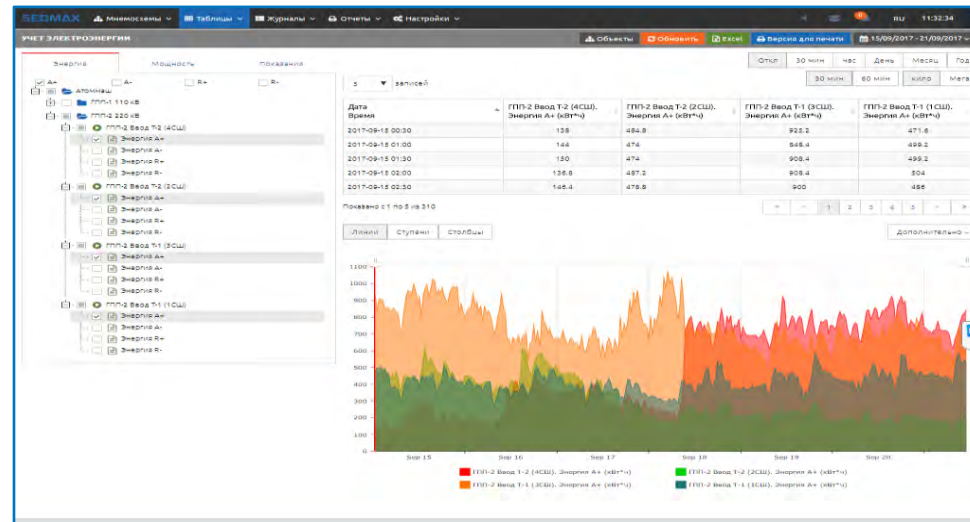 SEDMAX Мнемосхемы Таблицы Журналы Отчеты Настройки RU 11:32:34
УЧЕТ ЭЛЕКТРОЭНЕРГИИ Объекты Обновить Excel Версия для печати 15/09/2017 - 21/09/2017
Энергия Мощность Показания
Откл 30 мин час День Месяц Год
A+ A- R+ R-
5 записей 30 мин 60 мин кило Мега
Атоммаш
ГПП-1 110 кВ
ГПП-2 220 кВ
ГПП-2 Ввод Т-2 (4СШ)
Энергия A+
Энергия A-
Энергия R+
Энергия R-
ГПП-2 Ввод Т-2 (2СШ)
Энергия A+
Энергия A-
Энергия R+
Энергия R-
ГПП-2 Ввод Т-1 (3СШ)
Энергия A+
Энергия A-
Энергия R+
Энергия R-
ГПП-2 Ввод Т-1 (1СШ)
Энергия A+
Энергия R+
Энергия R-
Дата Время
ГПП-2 Ввод Т-2 (4СШ). Энергия A+ (кВт*ч)
ГПП-2 Ввод Т-2 (2СШ). Энергия A+ (кВт*ч)
ГПП-2 Ввод Т-1 (3СШ). Энергия A+ (кВт*ч)
ГПП-2 Ввод Т-1 (1СШ). Энергия A+ (кВт*ч)
2017-09-15 00:30 138 484.8 925.2 471.6
2017-09-15 01:00 144 474 848.4 499.2
2017-09-15 01:30 150 474 908.4 499.2
2017-09-15 02:00 136.8 487.2 908.4 504
2017-09-15 02:30 146.4 478.8 900 486
Показано с 1 по 5 из 310 1 2 3 4 5
Линии Ступени Столбцы Дополнительно
1100
1000
900
800
700
600
500
400
300
200
100
0
Sep 15 Sep 16 Sep 17 Sep 18 Sep 19 Sep 20
ГПП-2 Ввод Т-2 (4СШ). Энергия A+ (кВт*ч) ГПП-2 Ввод Т-2 (2СШ). Энергия A+ (кВт*ч)
ГПП-2 Ввод Т-1 (3СШ). Энергия A+ (кВт*ч) ГПП-2 Ввод Т-1 (1СШ). Энергия A+ (кВт*ч)